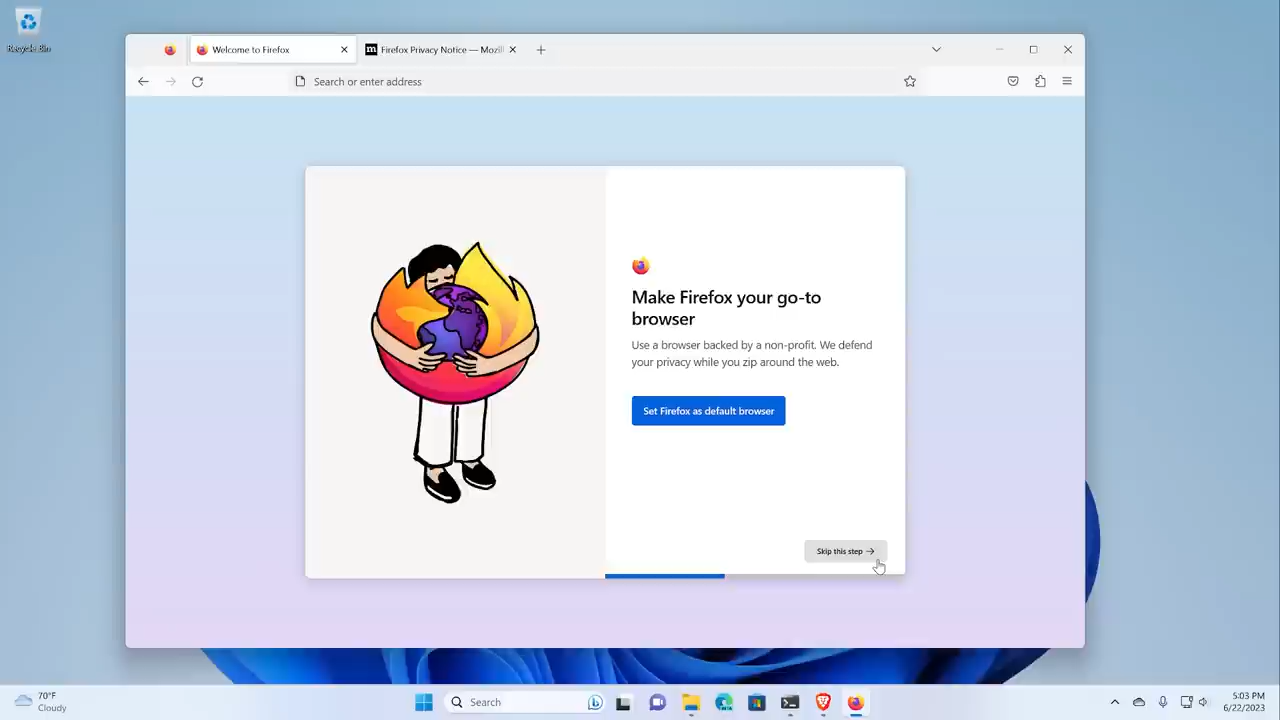 Recycle Bin
Welcome to Firefox
m Firefox Privacy Notice — Mozil
Search or enter address
Make Firefox your go-to
browser
Use a browser backed by a non-profit. We defend
your privacy while you zip around the web.
Set Firefox as default browser
Skip this step →
70°F
Cloudy
Search
5:03 PM
6/22/2023